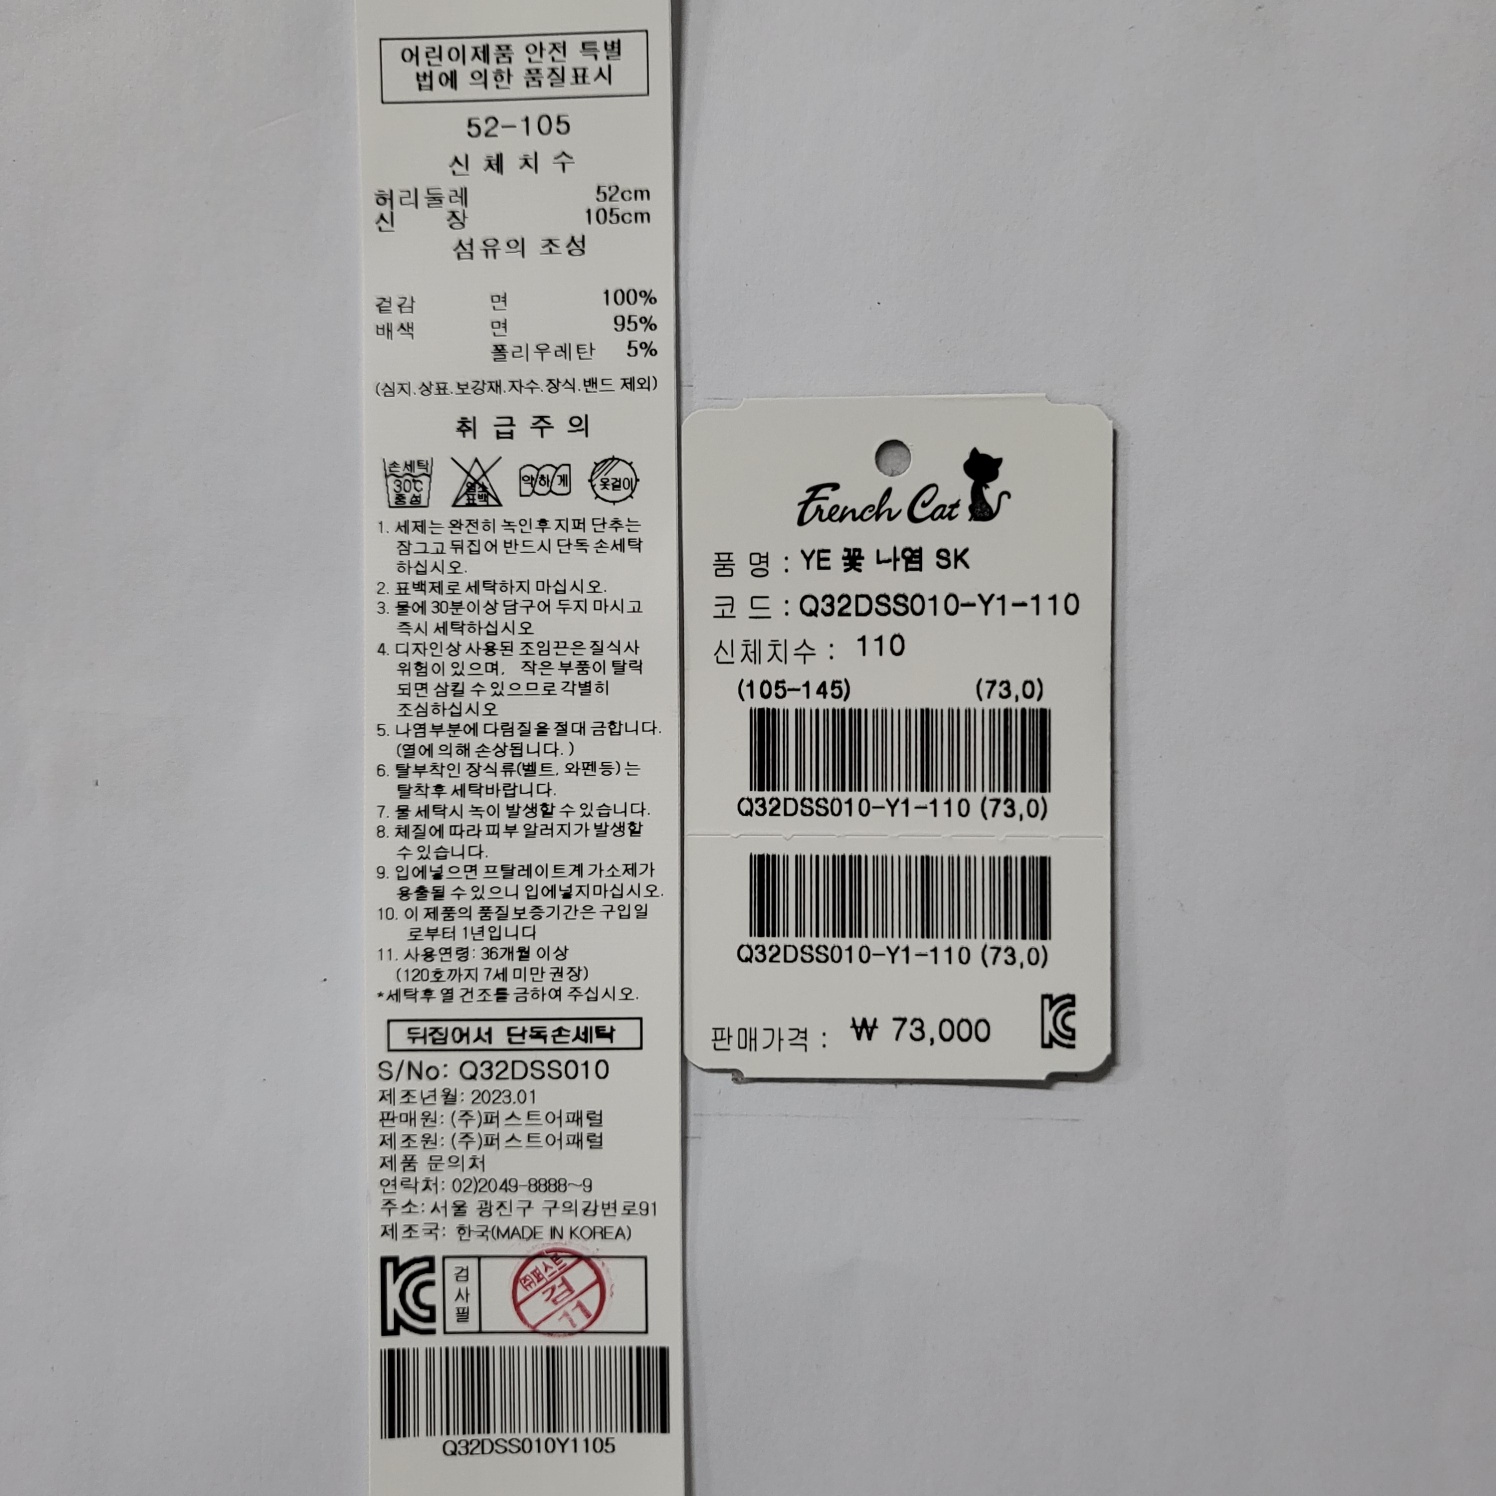 어린이제품 안전 특별
법에 의한 품질표시
52-105
신 체 치 수
허리둘레 52cm
신 장 105cm
섬유의 조성
겉감 면 100%
배색 면 95%
폴리우레탄 5%
(심지.상표.보강재.자수.장식.밴드 제외)
취 급 주 의
손세탁 30℃ 중성
염소 표백
약하게
옷걸이
1. 세제는 완전히 녹인후 지퍼 단추는
잠그고 뒤집어 반드시 단독 손세탁
하십시오.
2. 표백제로 세탁하지 마십시오.
3. 물에 30분이상 담구어 두지 마시고
즉시 세탁하십시오
4. 디자인상 사용된 조임끈은 질식사
위험이 있으며, 작은 부품이 탈락
되면 삼킬 수 있으므로 각별히
조심하십시오
5. 나염부분에 다림질을 절대 금합니다.
(열에 의해 손상됩니다. )
6. 탈부착인 장식류(벨트, 와펜등) 는
탈착후 세탁바랍니다.
7. 물 세탁시 녹이 발생할 수 있습니다.
8. 체질에 따라 피부 알러지가 발생할
수 있습니다.
9. 입에넣으면 프탈레이트계 가소제가
용출될 수 있으니 입에넣지마십시오.
10. 이 제품의 품질보증기간은 구입일
로부터 1년입니다
11. 사용연령: 36개월 이상
(120호까지 7세 미만 권장)
*세탁후 열 건조를 금하여 주십시오.
뒤집어서 단독손세탁
S/No: Q32DSS010
제조년월: 2023.01
판매원: (주)퍼스트어패럴
제조원: (주)퍼스트어패럴
제품 문의처
연락처: 02)2049-8888~9
주소: 서울 광진구 구의강변로91
제조국: 한국(MADE IN KOREA)
KC
검사필
㈜퍼스트
검
11
Q32DSS010Y1105
French Cat
품 명 : YE 꽃 나염 SK
코 드 : Q32DSS010-Y1-110
신체치수 : 110
(105-145) (73,0)
Q32DSS010-Y1-110 (73,0)
Q32DSS010-Y1-110 (73,0)
판매가격 : ₩ 73,000
KC